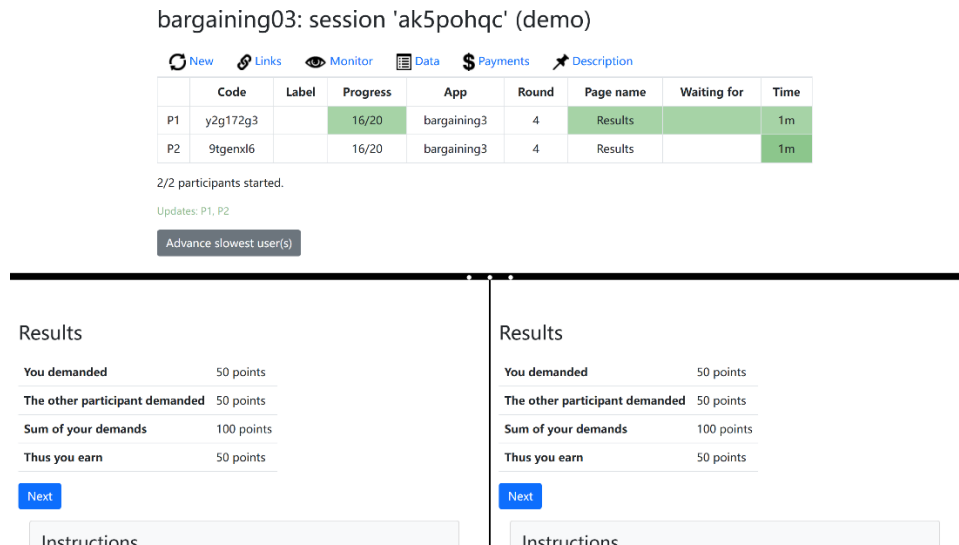 bargaining03: session 'ak5pohqc' (demo)
New Links Monitor Data Payments Description
Code Label Progress App Round Page name Waiting for Time
P1 y2g172g3 16/20 bargaining3 4 Results 1m
P2 9tgenxl6 16/20 bargaining3 4 Results 1m
2/2 participants started.
Updates: P1, P2
Advance slowest user(s)
Results
You demanded 50 points
The other participant demanded 50 points
Sum of your demands 100 points
Thus you earn 50 points
Next
Instructions
Results
You demanded 50 points
The other participant demanded 50 points
Sum of your demands 100 points
Thus you earn 50 points
Next
Instructions